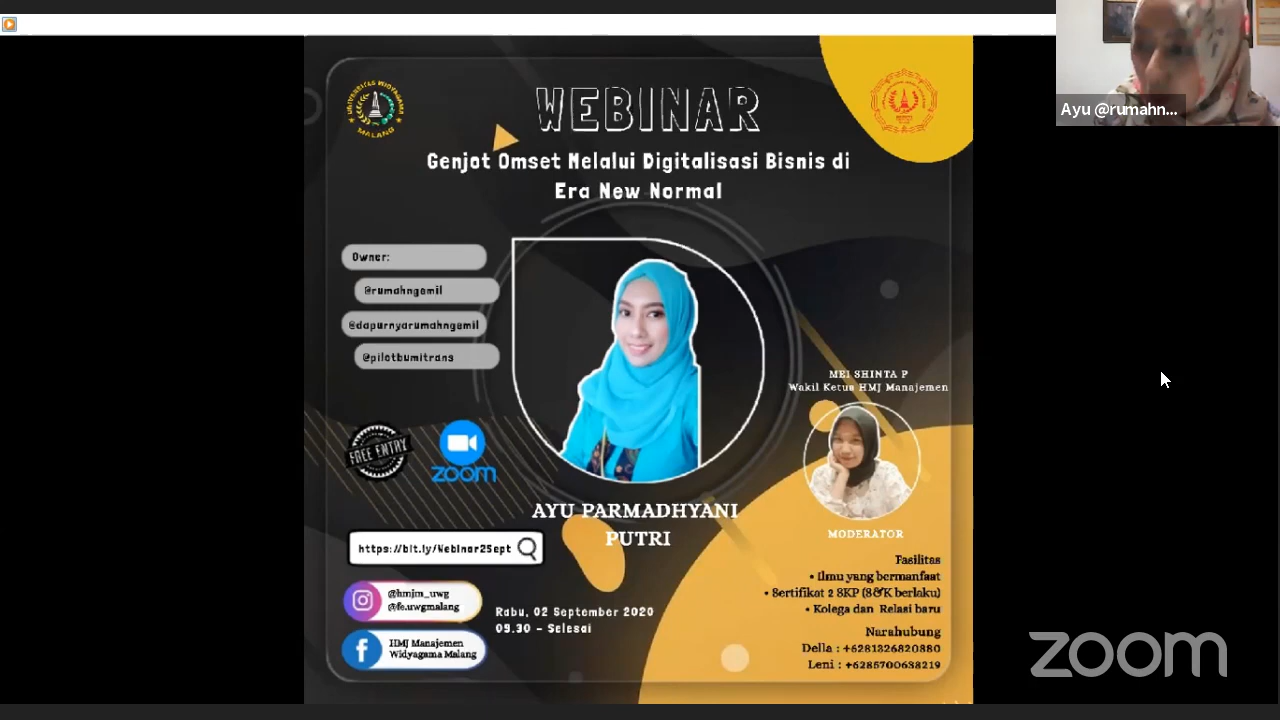 Ayu @rumahn...
UNIVERSITAS WIDYAGAMA
MALANG
WEBINAR
Genjot Omset Melalui Digitalisasi Bisnis di
Era New Normal
Owner:
@rumahngemil
@dapurnyarumahngemil
@pilotbumitrans
MEI SHINTA P
Wakil Ketua HMJ Manajemen
FREE ENTRY
zoom
AYU PARMADHYANI
PUTRI
MODERATOR
https://bit.ly/Webinar2Sept
@hmjm_uwg
@fe.uwgmalang
HMJ Manajemen
Widyagama Malang
Rabu, 02 September 2020
09.30 - Selesai
Fasilitas
• Ilmu yang bermanfaat
• Sertifikat 2 SKP (S&K berlaku)
• Kolega dan Relasi baru
Narahubung
Della : +6281326820880
Leni : +6285700638219
zoom